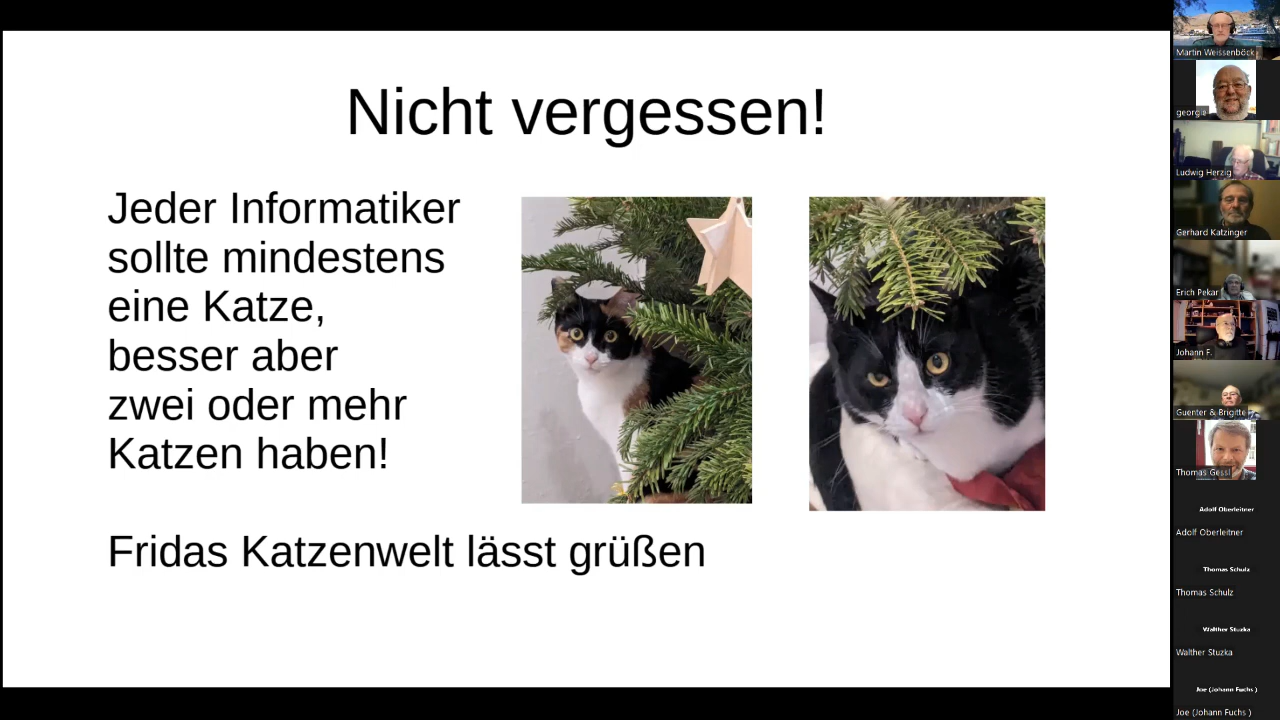 Nicht vergessen!
Jeder Informatiker
sollte mindestens
eine Katze,
besser aber
zwei oder mehr
Katzen haben!
Fridas Katzenwelt lässt grüßen
Martin Weissenböck
georgie
Ludwig Herzig
Gerhard Katzinger
Erich Pekar
Johann F.
Guenter & Brigitte
Thomas Gessl
Adolf Oberleitner
Adolf Oberleitner
Thomas Schulz
Thomas Schulz
Walther Stuzka
Walther Stuzka
Joe (Johann Fuchs )
Joe (Johann Fuchs )